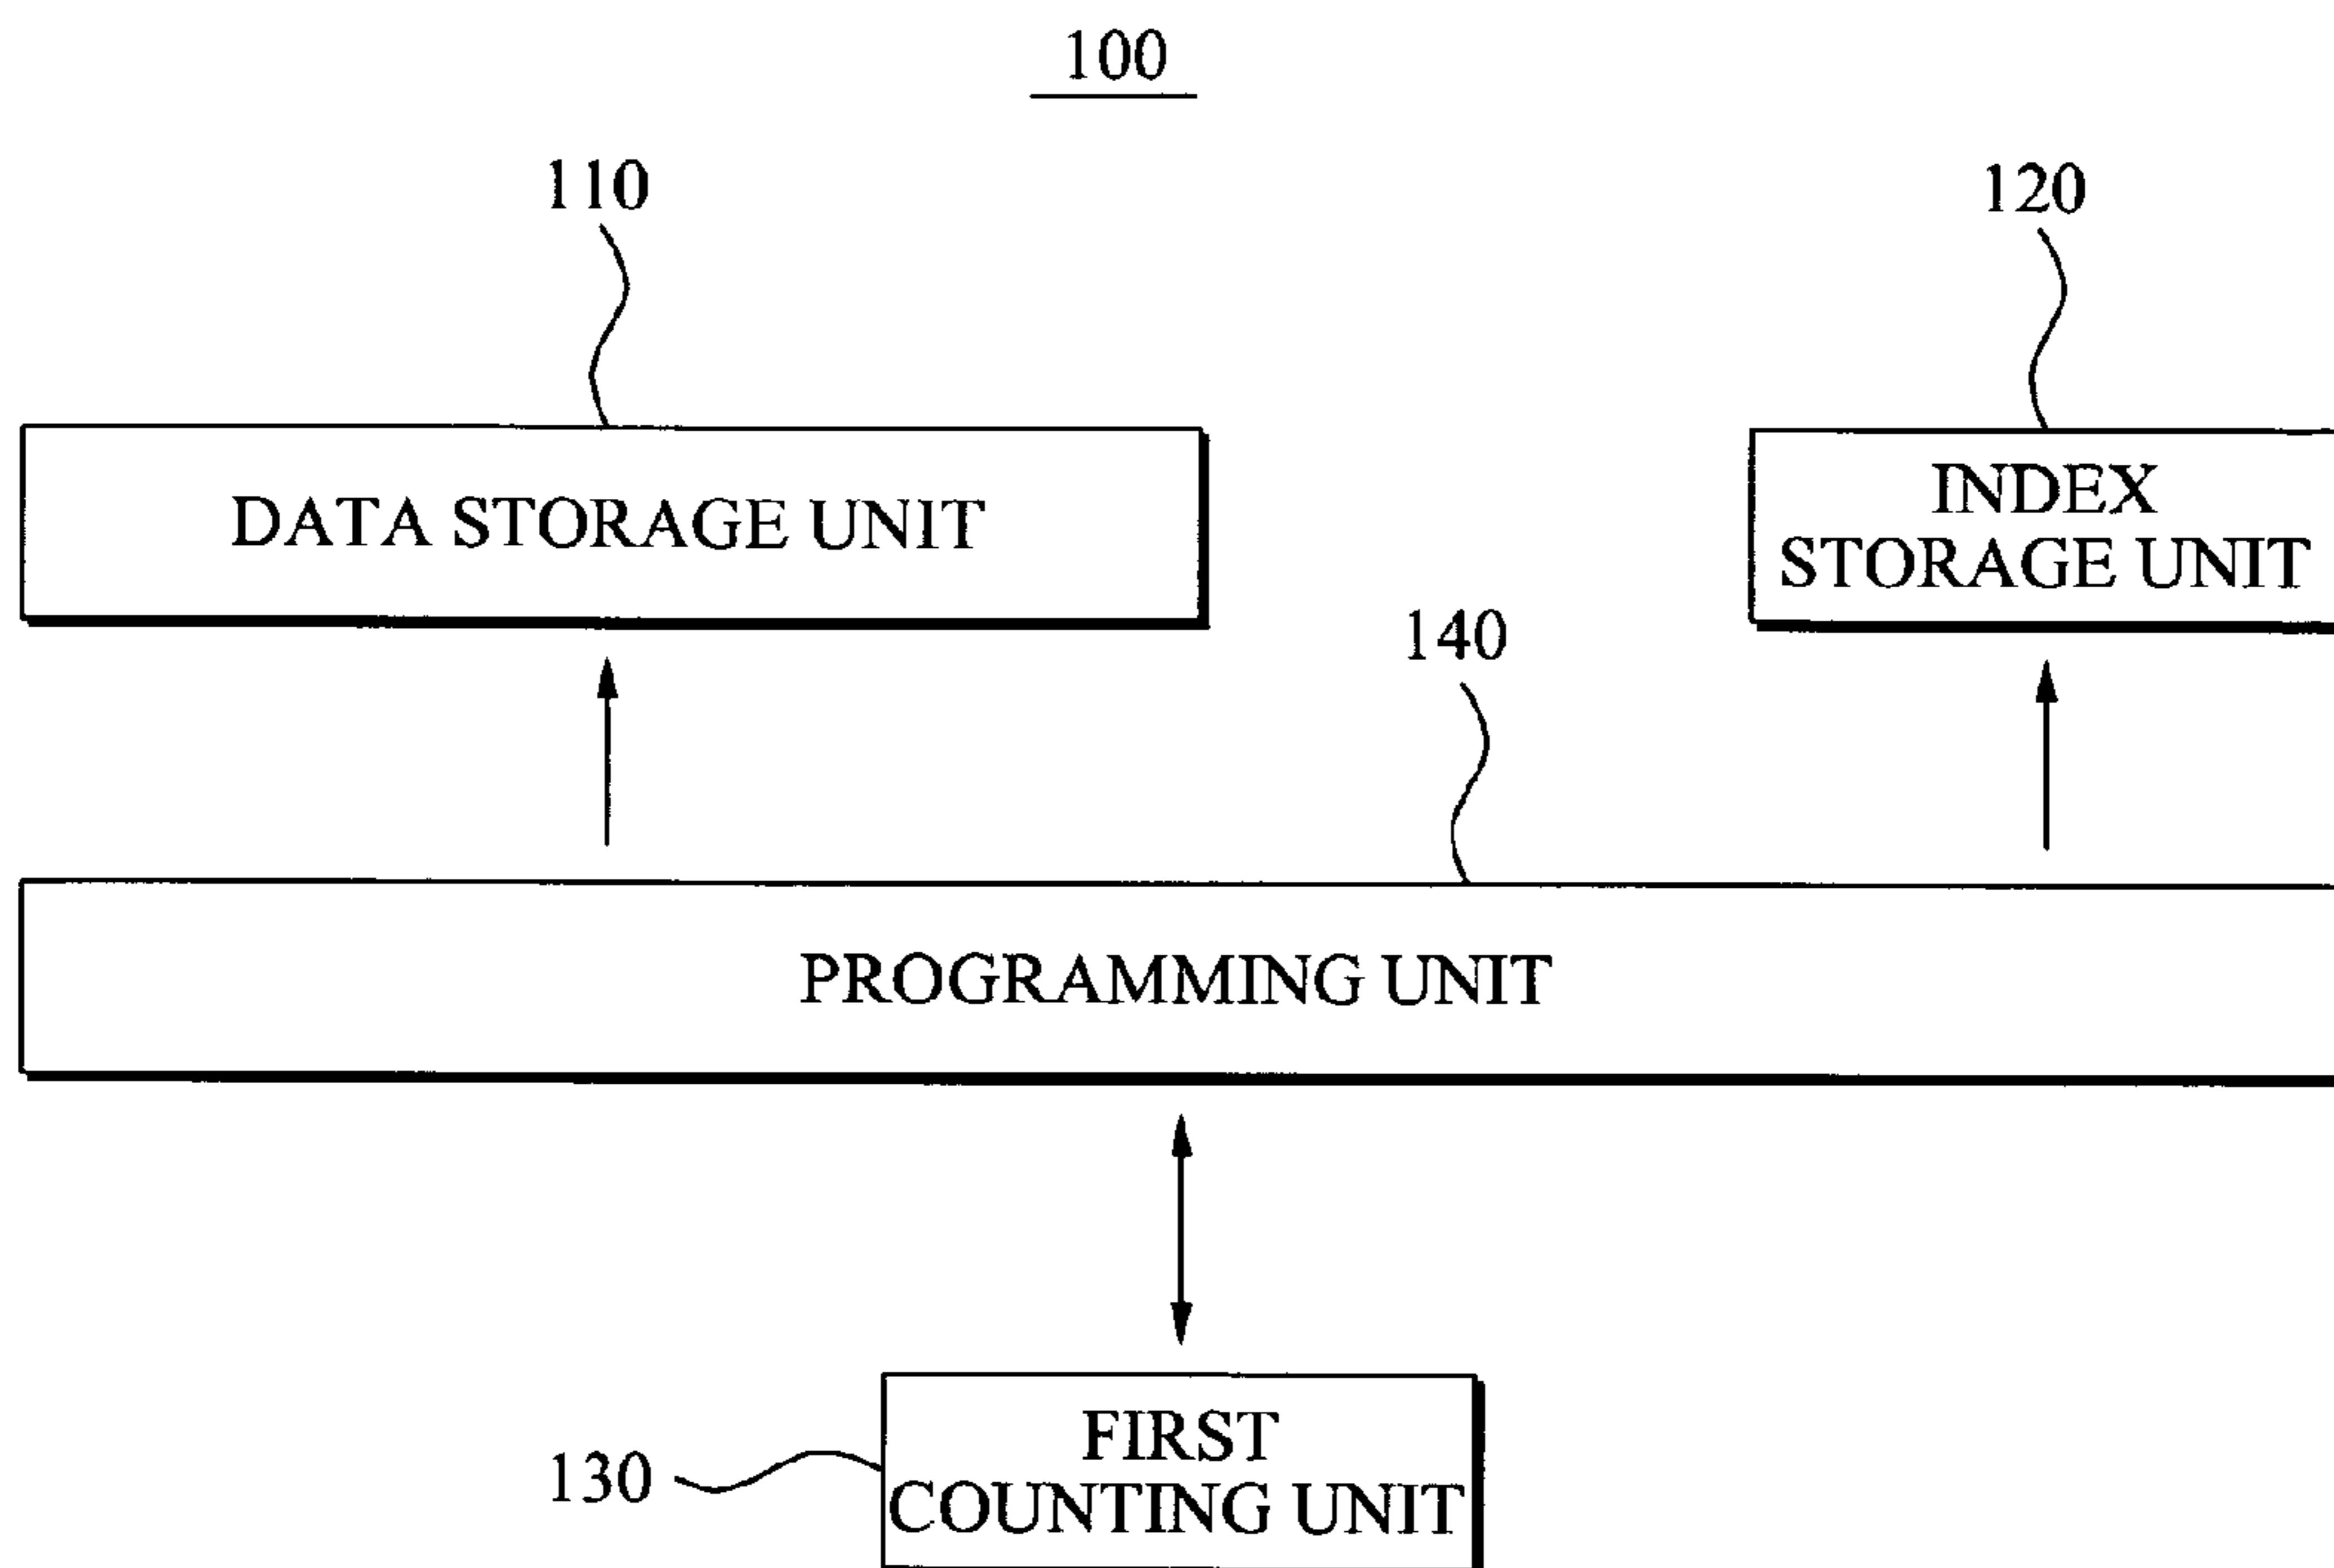 100
110
120
DATA STORAGE UNIT
INDEX
STORAGE UNIT
140
PROGRAMMING UNIT
FIRST
COUNTING UNIT
130